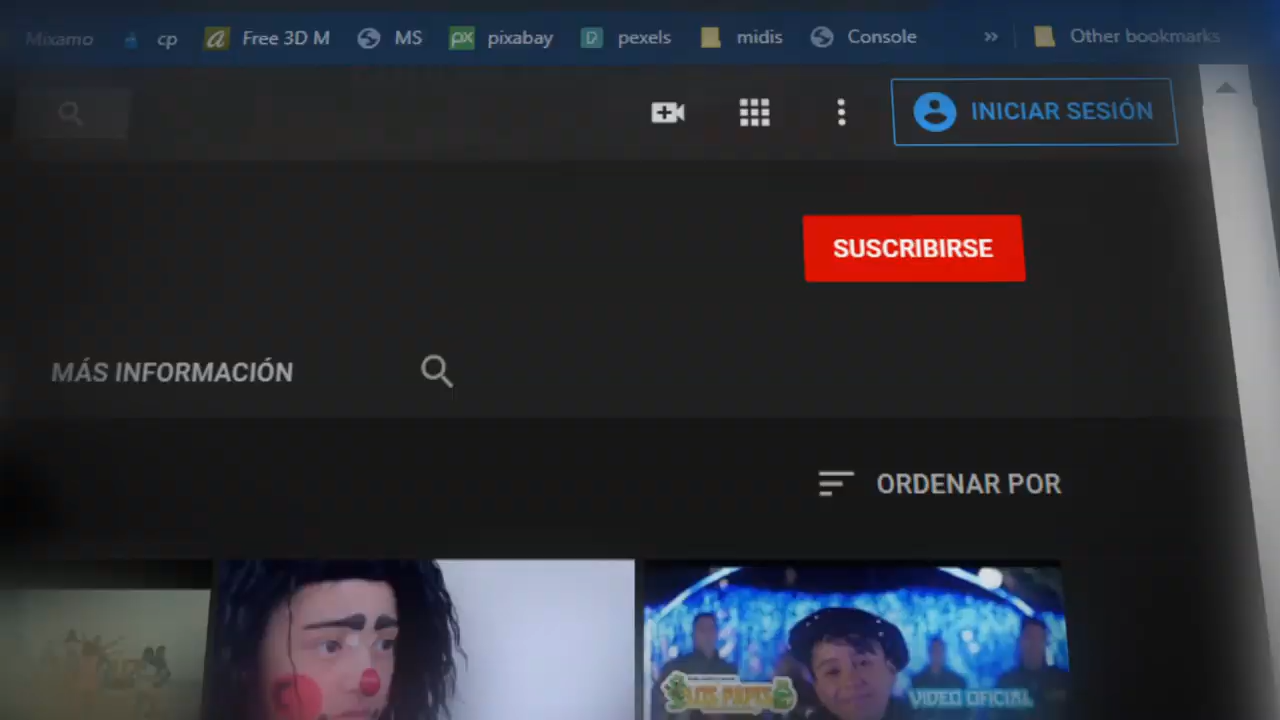 Mixamo cp Free 3D M MS pixabay pexels midis Console » Other bookmarks
INICIAR SESIÓN
SUSCRIBIRSE
MÁS INFORMACIÓN
ORDENAR POR
VIDEO OFICIAL